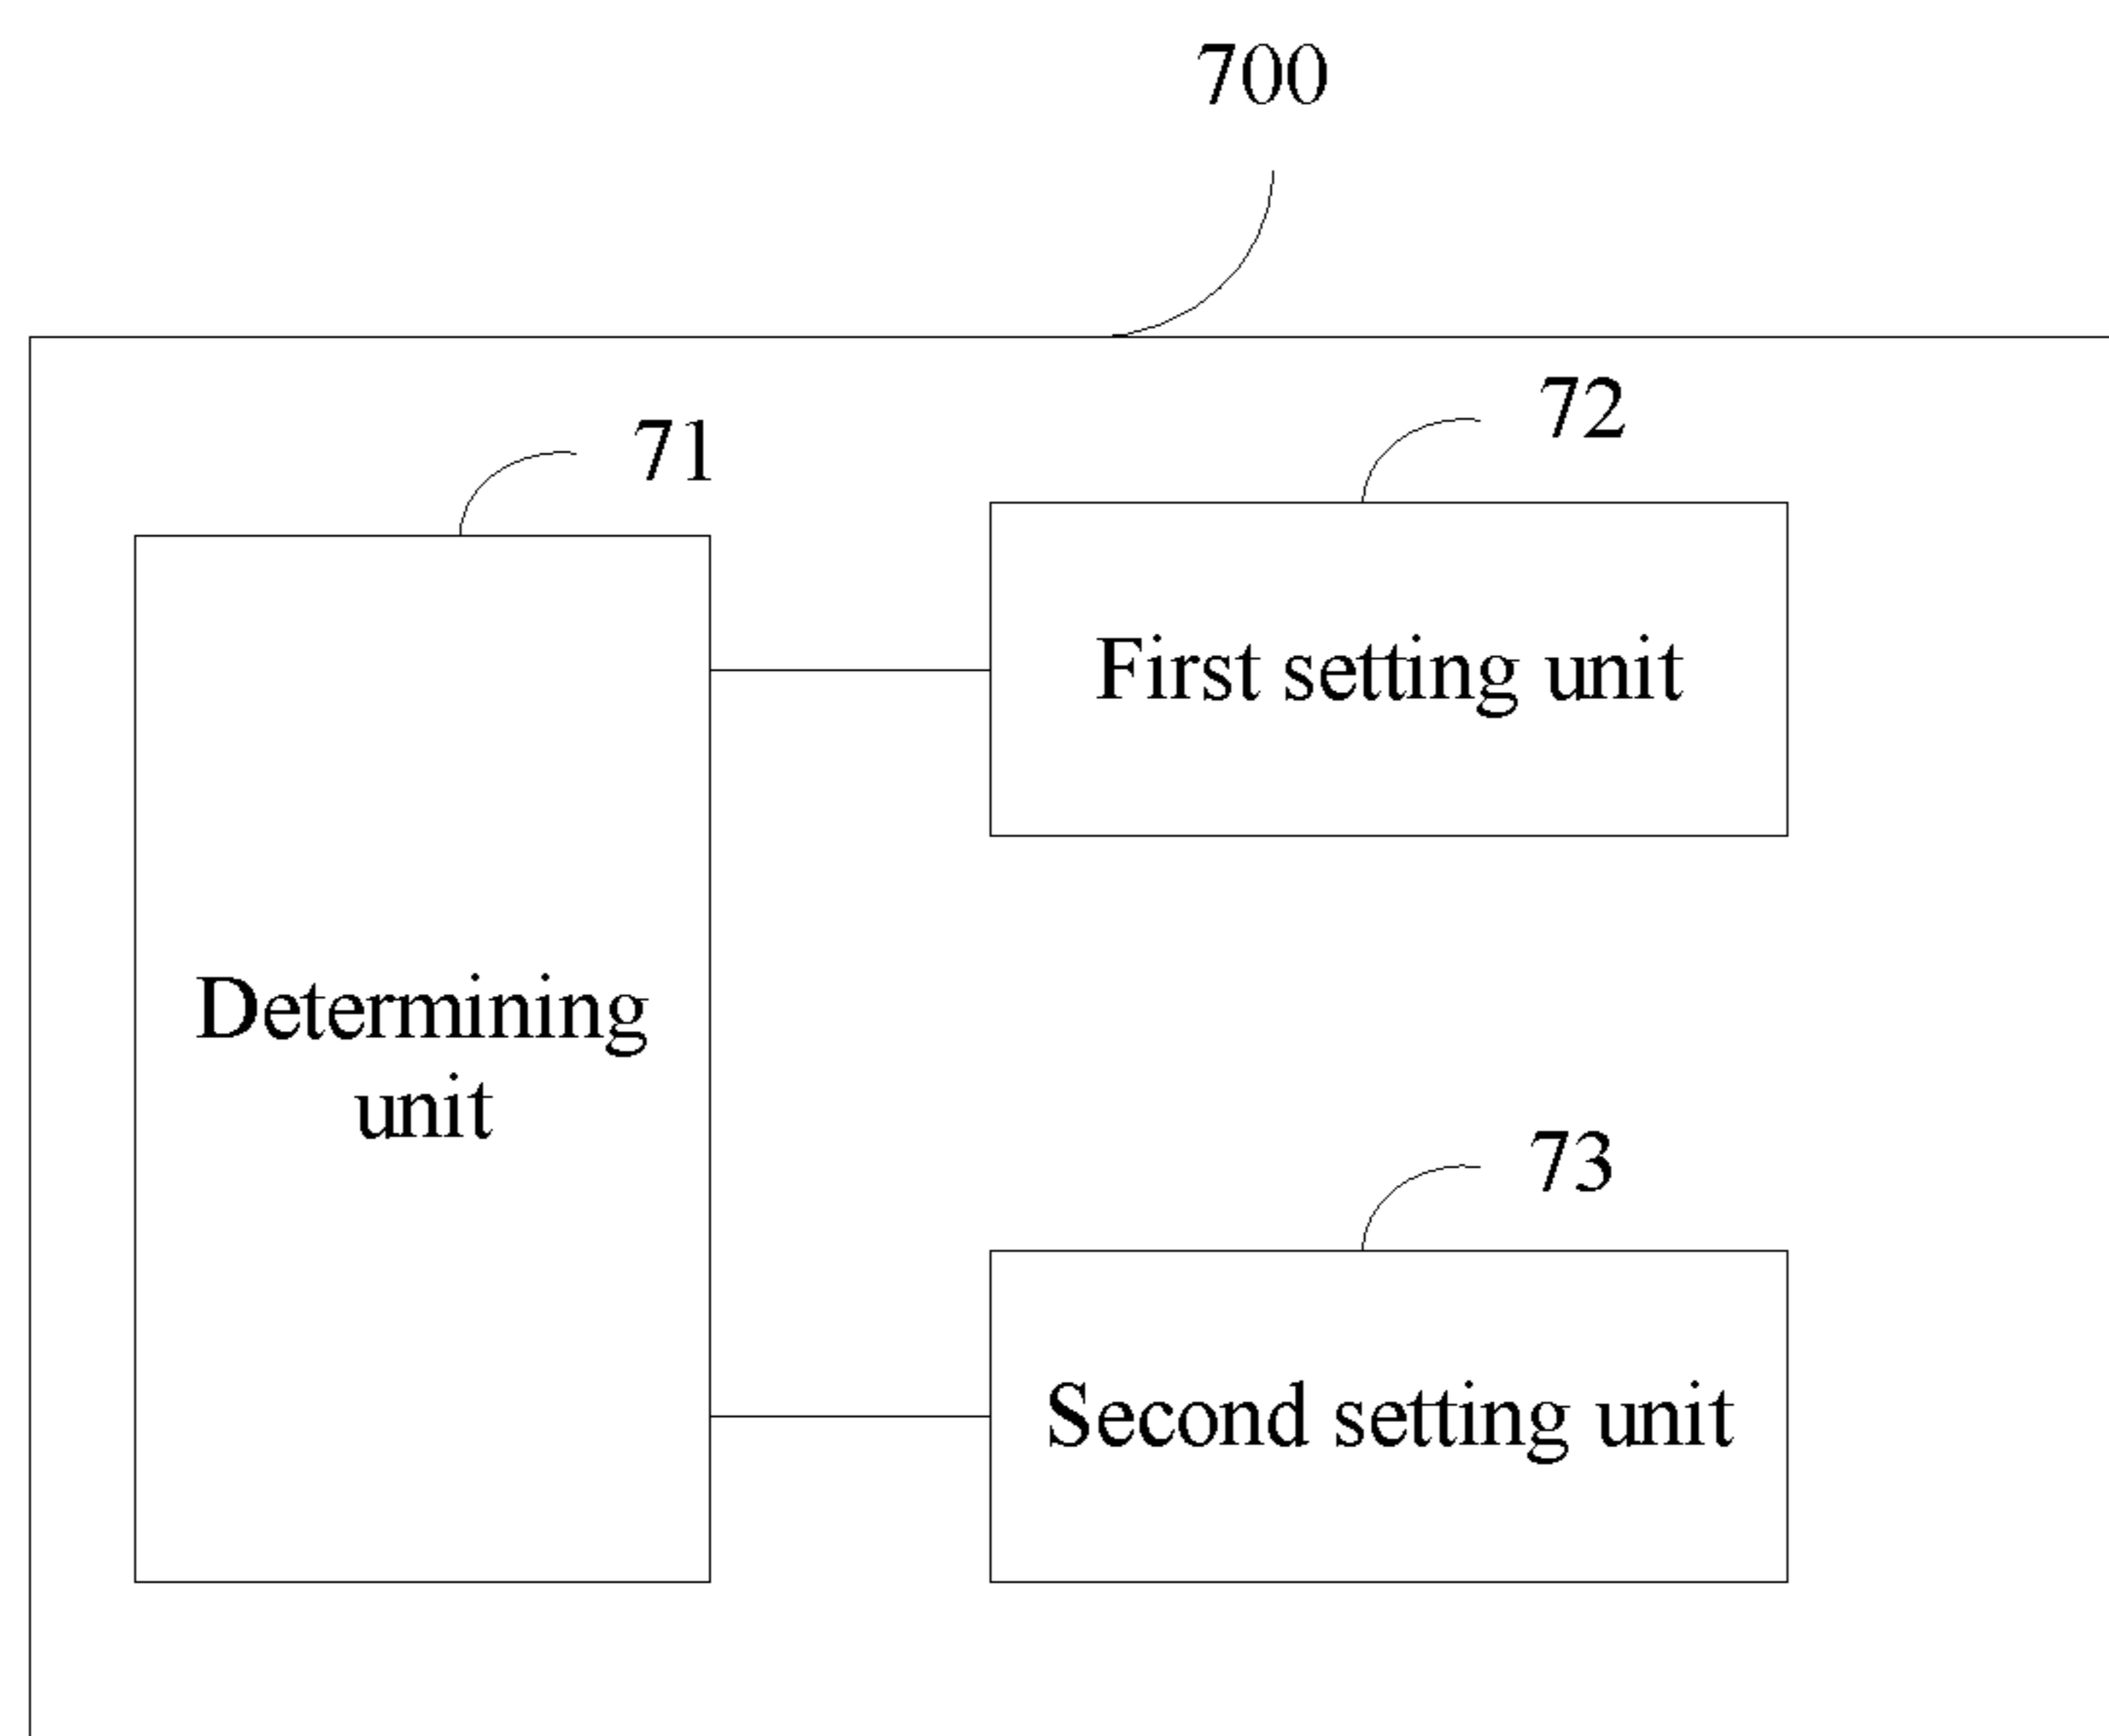 700
71
72
First setting unit
Determining
unit
73
Second setting unit